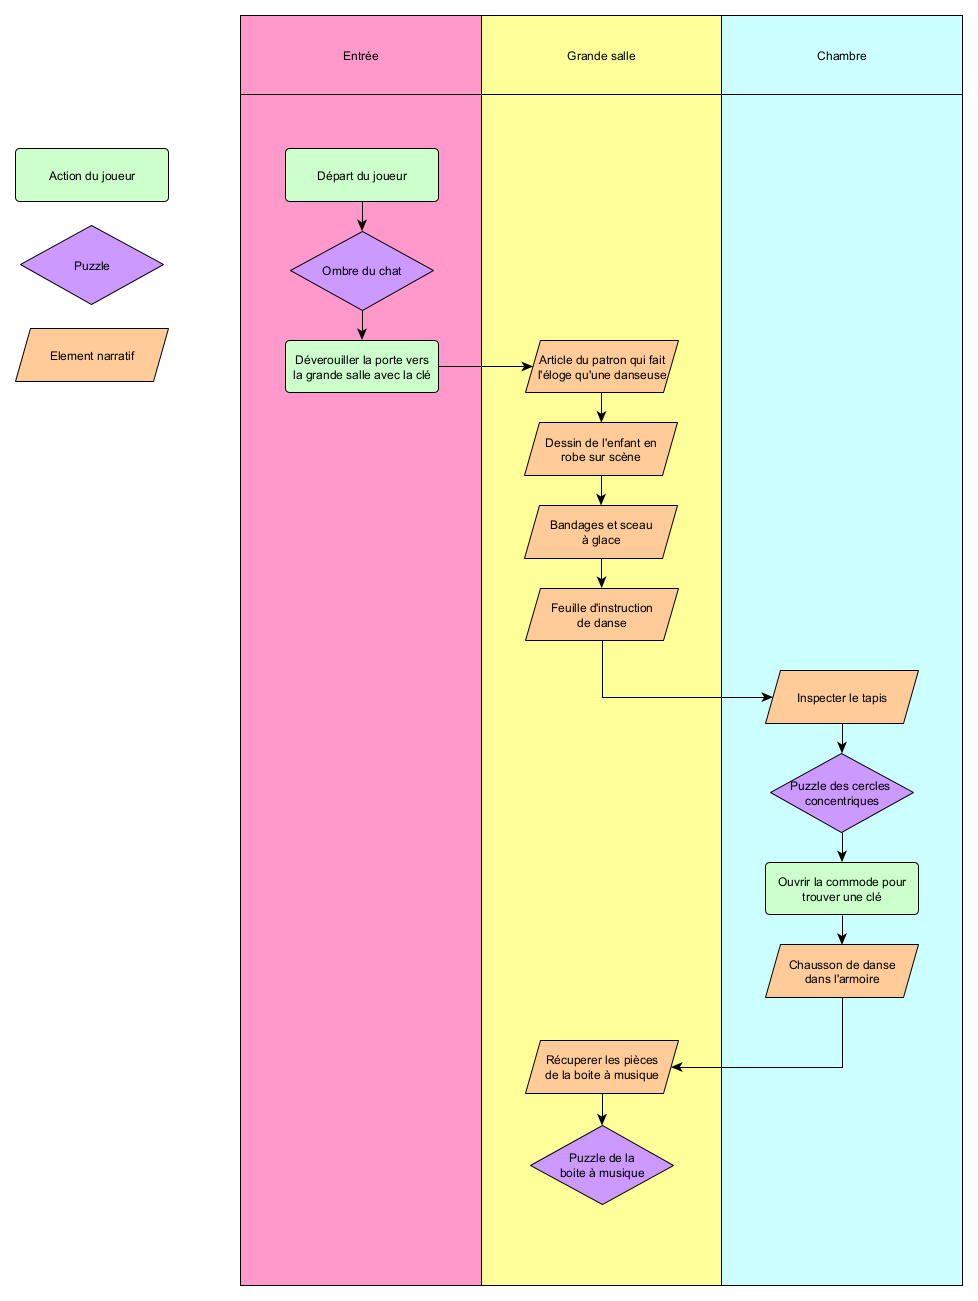 Entrée
Grande salle
Chambre
Action du joueur
Puzzle
Element narratif
Départ du joueur
Ombre du chat
Déverouiller la porte vers
la grande salle avec la clé
Article du patron qui fait
l'éloge qu'une danseuse
Dessin de l'enfant en
robe sur scène
Bandages et sceau
à glace
Feuille d'instruction
de danse
Inspecter le tapis
Puzzle des cercles
concentriques
Ouvrir la commode pour
trouver une clé
Chausson de danse
dans l'armoire
Récuperer les pièces
de la boite à musique
Puzzle de la
boite à musique